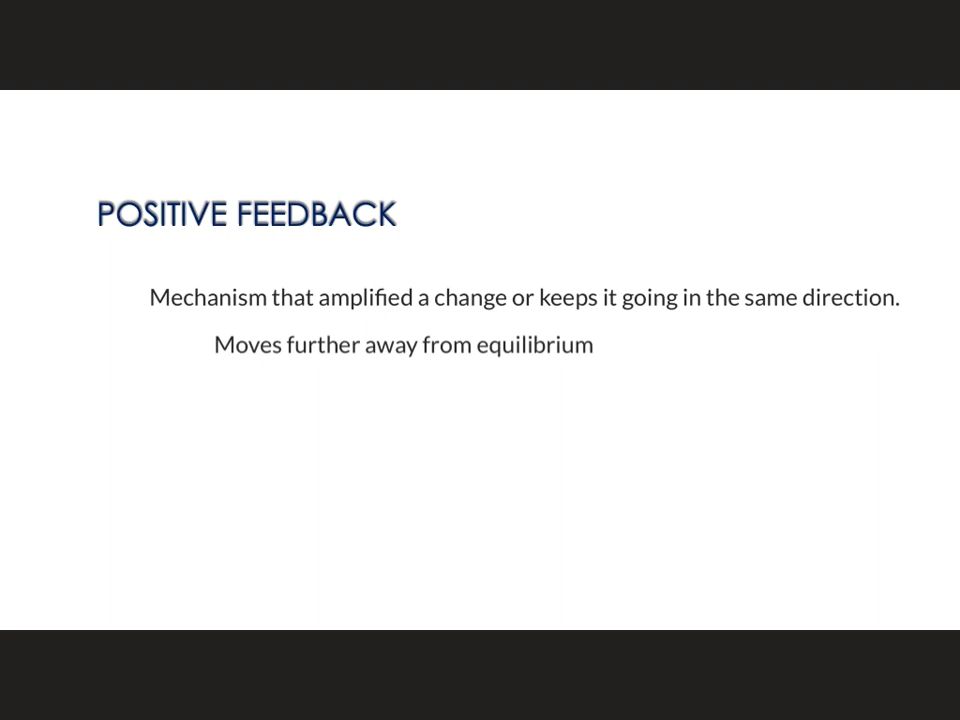 POSITIVE FEEDBACK
Mechanism that amplified a change or keeps it going in the same direction.
Moves further away from equilibrium